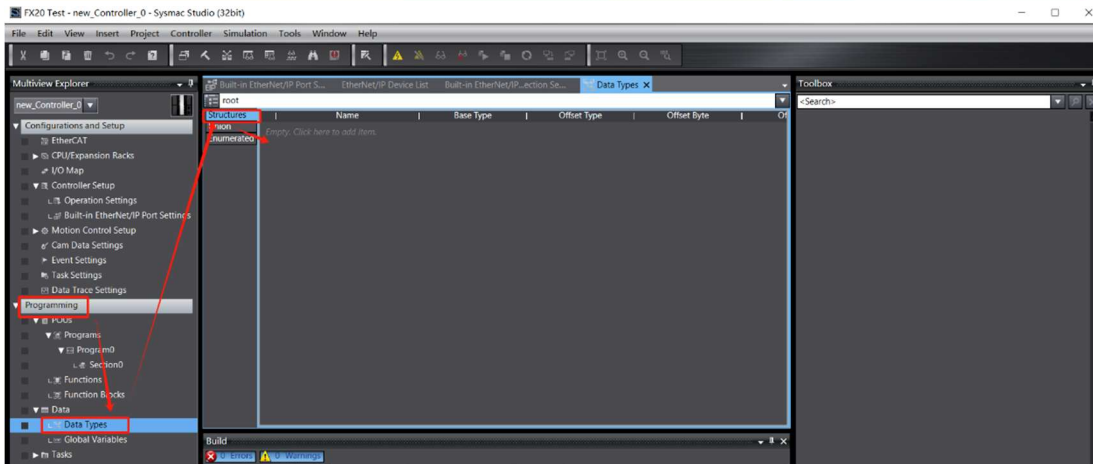 FX20 Test - new_Controller_0 - Sysmac Studio (32bit)
File Edit View Insert Project Controller Simulation Tools Window Help
Multiview Explorer
new_Controller_0
Configurations and Setup
EtherCAT
CPU/Expansion Racks
I/O Map
Controller Setup
Operation Settings
Built-in EtherNet/IP Port Settings
Motion Control Setup
Cam Data Settings
Event Settings
Task Settings
Data Trace Settings
Programming
POUs
Programs
Program0
Section0
Functions
Function Blocks
Data
Data Types
Global Variables
Tasks
Built-in EtherNet/IP Port S... EtherNet/IP Device List Built-in EtherNet/IP...ection Se... Data Types X
root
Structures Name Base Type Offset Type Offset Byte Of
Union
Enumerated
Empty: Click here to add item.
Build
0 Errors 0 Warnings
Toolbox
<Search>